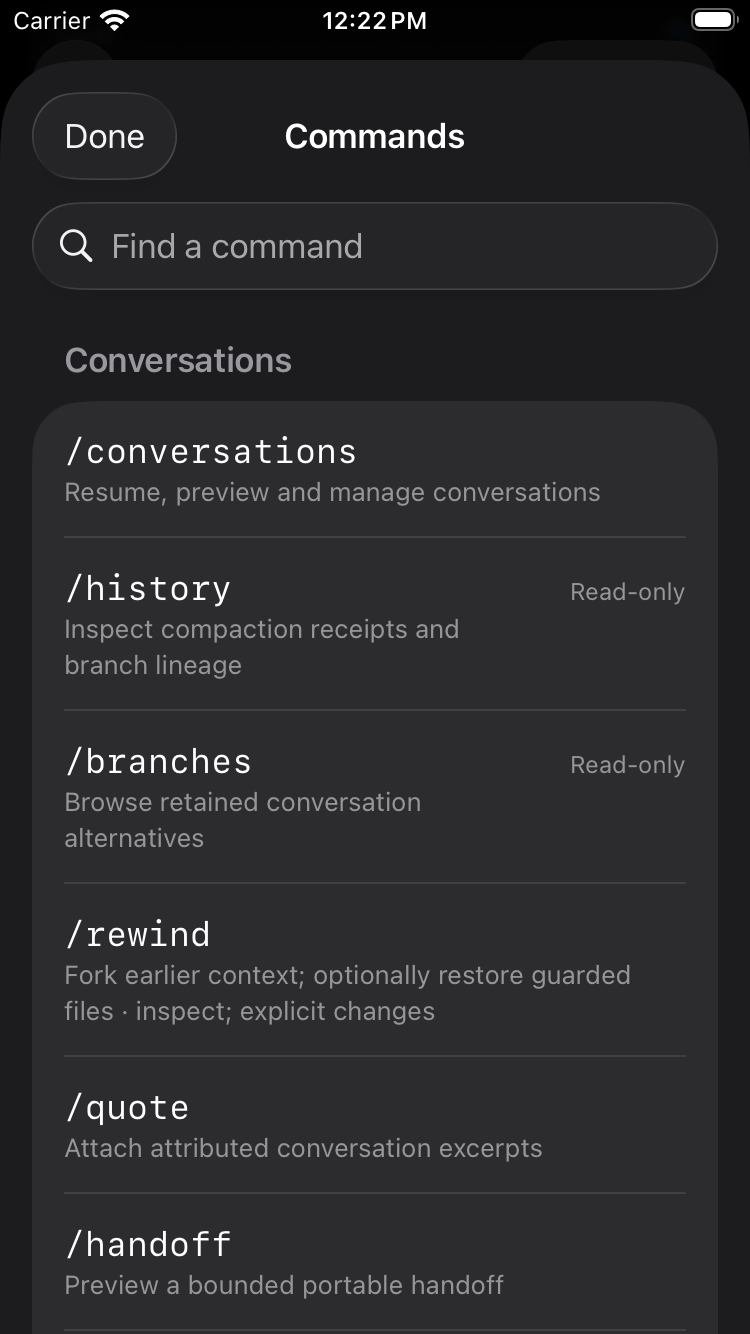 Carrier
12:22 PM
Done
Commands
Find a command
Conversations
/conversations
Resume, preview and manage conversations
/history
Read-only
Inspect compaction receipts and
branch lineage
/branches
Read-only
Browse retained conversation
alternatives
/rewind
Fork earlier context; optionally restore guarded
files · inspect; explicit changes
/quote
Attach attributed conversation excerpts
/handoff
Preview a bounded portable handoff